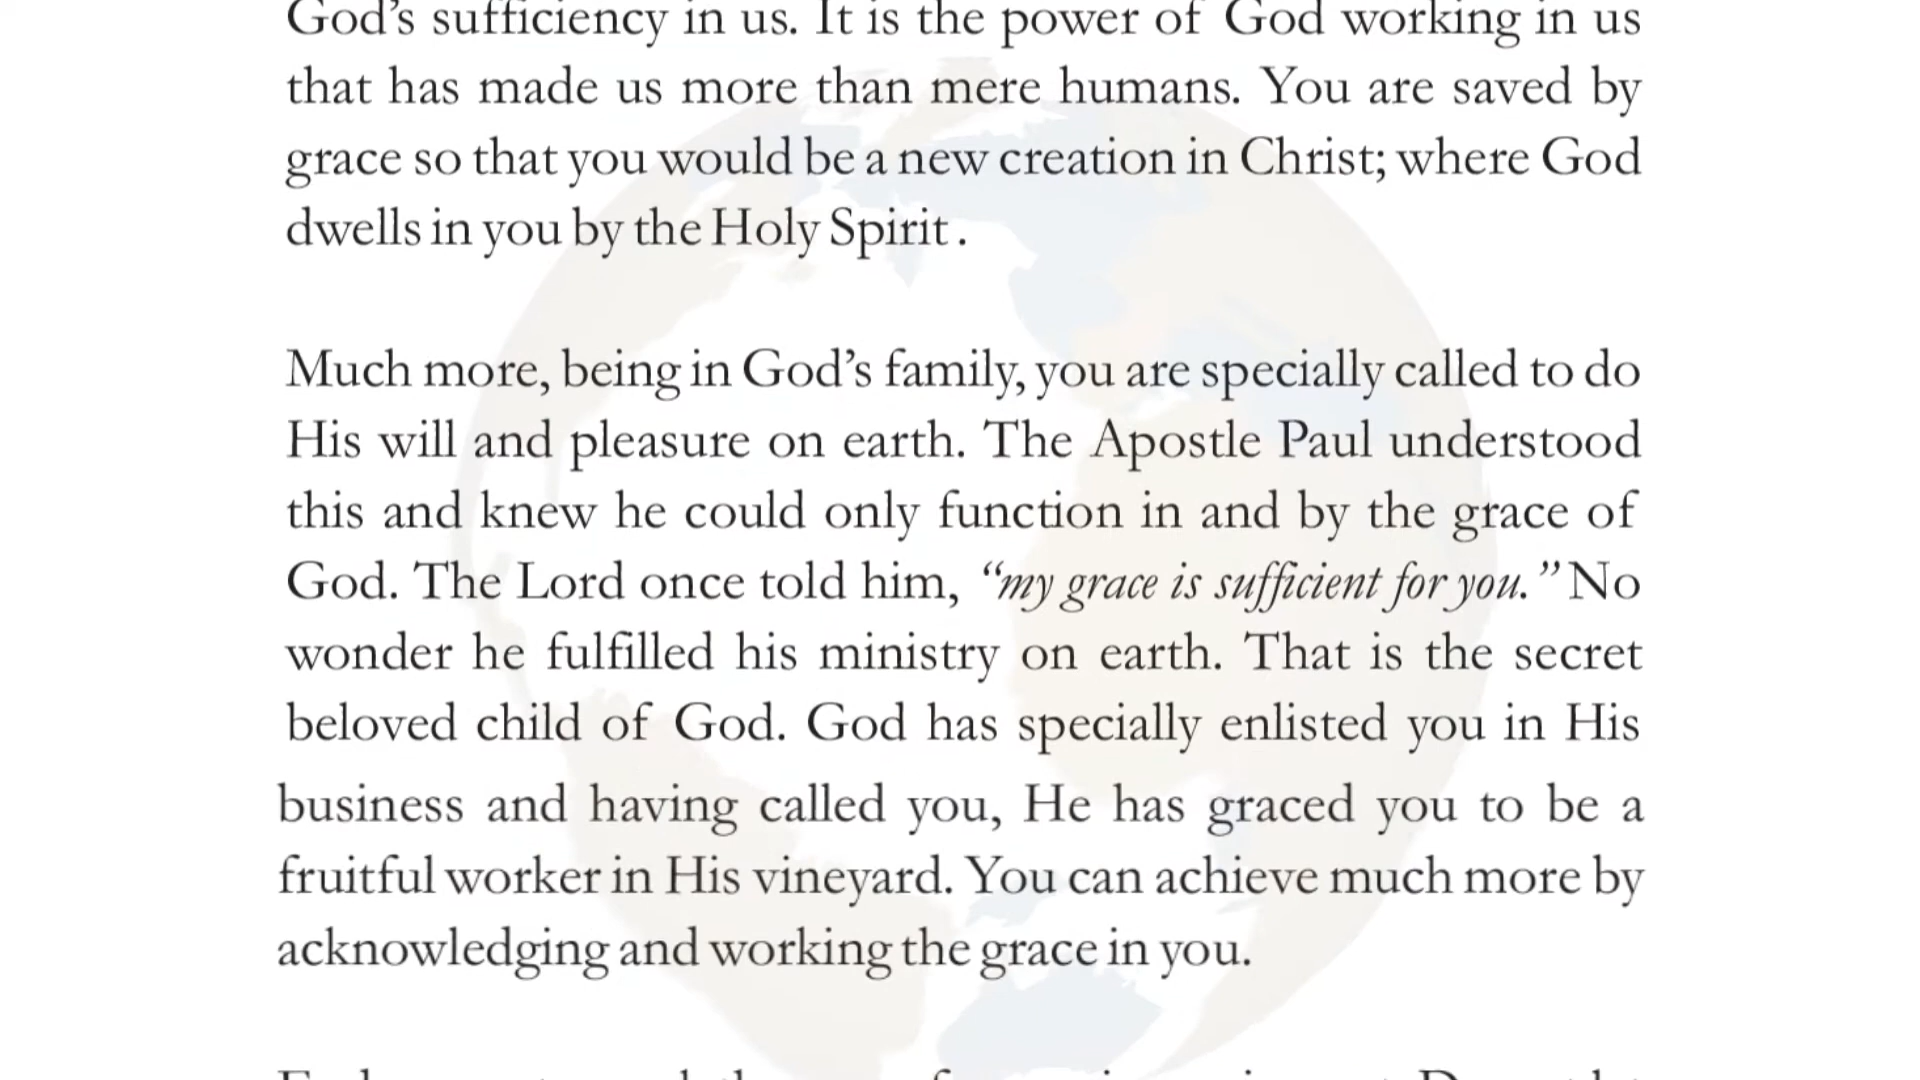 God’s sufficiency in us. It is the power of God working in us
that has made us more than mere humans. You are saved by
grace so that you would be a new creation in Christ; where God
dwells in you by the Holy Spirit .
Much more, being in God’s family, you are specially called to do
His will and pleasure on earth. The Apostle Paul understood
this and knew he could only function in and by the grace of
God. The Lord once told him, “my grace is sufficient for you.” No
wonder he fulfilled his ministry on earth. That is the secret
beloved child of God. God has specially enlisted you in His
business and having called you, He has graced you to be a
fruitful worker in His vineyard. You can achieve much more by
acknowledging and working the grace in you.